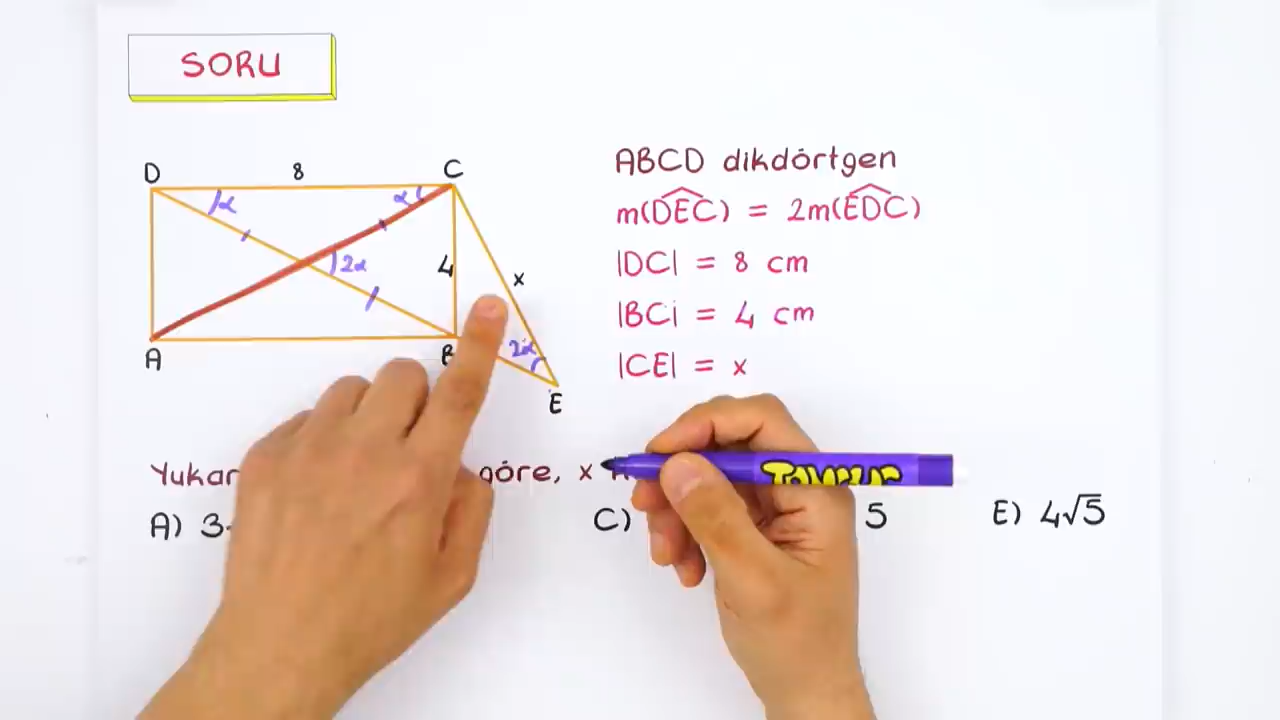 SORU
D 8 C
α α
2α
4
x
A B 2α
E
ABCD dikdörtgen
m(DEC) = 2m(EDC)
|DC| = 8 cm
|BC| = 4 cm
|CE| = x
göre, x
A) 3 C) 5 E) 4√5